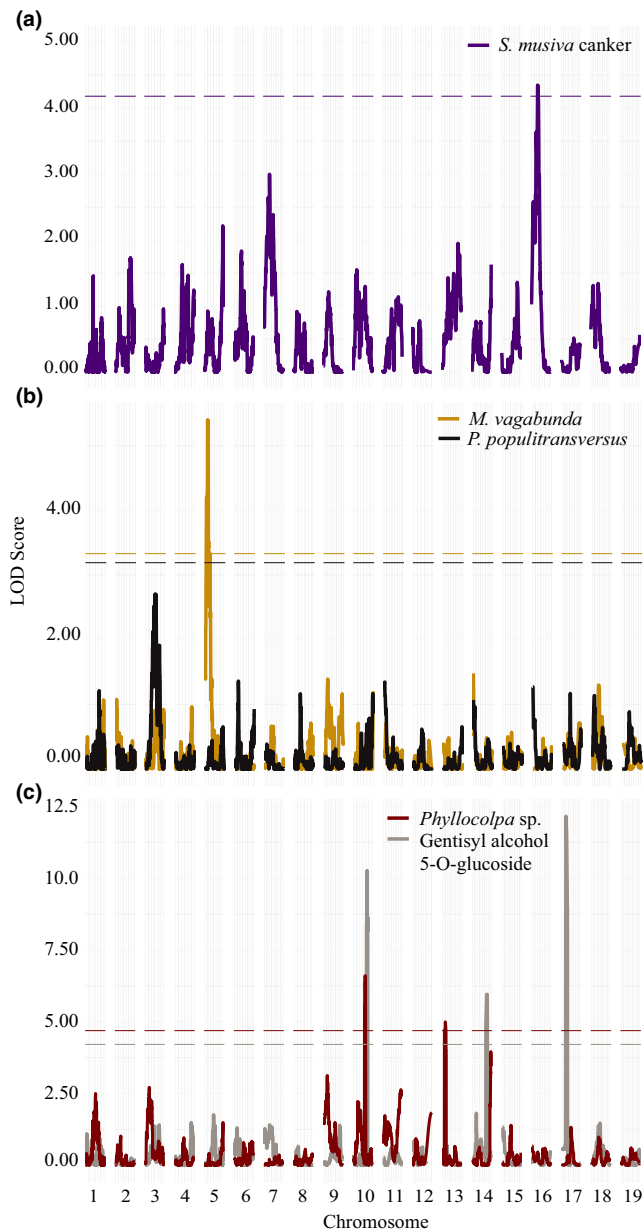 (a)
5.00
S. musiva canker
4.00
3.00
2.00
1.00
0.00
(b)
M. vagabunda
P. populitransversus
4.00
LOD Score
2.00
0.00
(c)
12.5
Phyllocolpa sp.
Gentisyl alcohol
5-O-glucoside
10.0
7.50
5.00
2.50
0.00
1 2 3 4 5 6 7 8 9 10 11 12 13 14 15 16 17 18 19
Chromosome